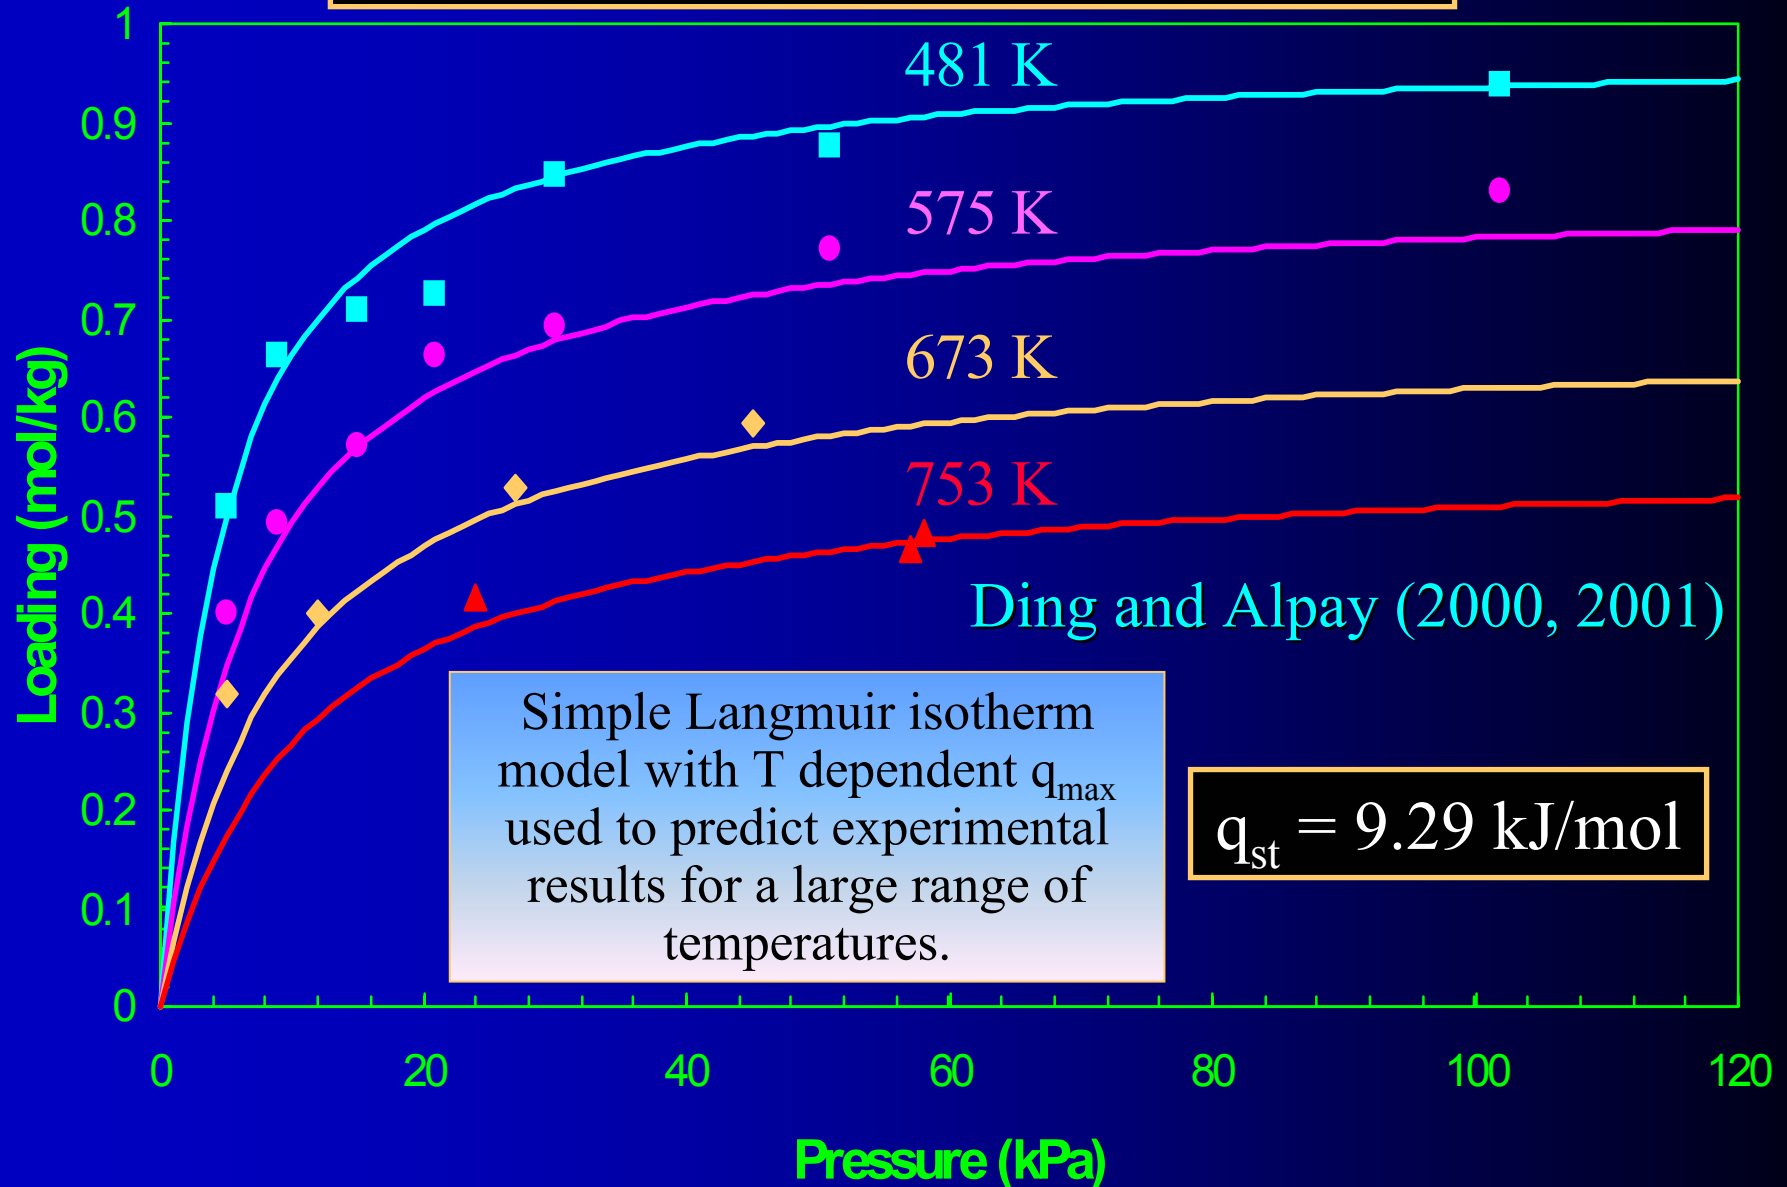 1
0.9
0.8
0.7
0.6
0.5
0.4
0.3
0.2
0.1
0
Loading (mol/kg)
481 K
575 K
673 K
753 K
Ding and Alpay (2000, 2001)
Simple Langmuir isotherm
model with T dependent qmax
used to predict experimental
results for a large range of
temperatures.
qst = 9.29 kJ/mol
0 20 40 60 80 100 120
Pressure (kPa)